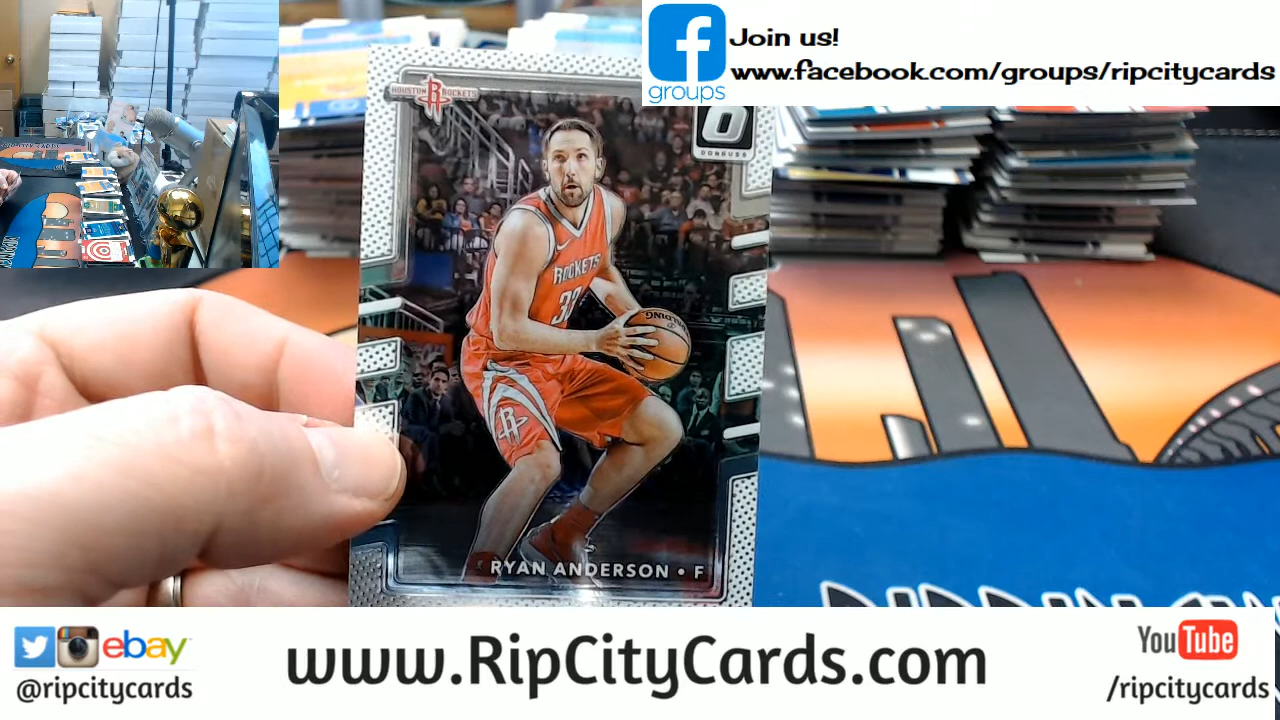 Join us!
www.facebook.com/groups/ripcitycards
groups
HOUSTON ROCKETS
DONRUSS
ROCKETS
SPALDING
RYAN ANDERSON • F
ebay
@ripcitycards
www.RipCityCards.com
YouTube
/ripcitycards